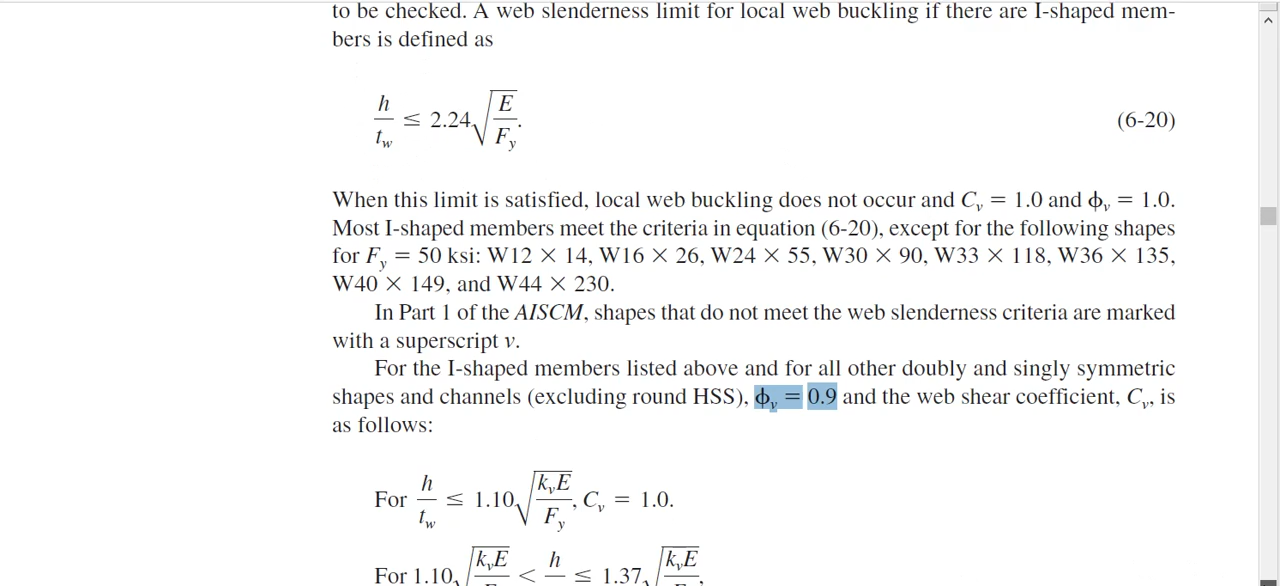 to be checked. A web slenderness limit for local web buckling if there are I-shaped mem-
bers is defined as
h/t_w ≤ 2.24√(E/F_y). (6-20)
When this limit is satisfied, local web buckling does not occur and C_v = 1.0 and ϕ_v = 1.0.
Most I-shaped members meet the criteria in equation (6-20), except for the following shapes
for F_y = 50 ksi: W12 × 14, W16 × 26, W24 × 55, W30 × 90, W33 × 118, W36 × 135,
W40 × 149, and W44 × 230.
In Part 1 of the AISCM, shapes that do not meet the web slenderness criteria are marked
with a superscript v.
For the I-shaped members listed above and for all other doubly and singly symmetric
shapes and channels (excluding round HSS), ϕ_v = 0.9 and the web shear coefficient, C_v, is
as follows:
For h/t_w ≤ 1.10√(k_vE/F_y), C_v = 1.0.
For 1.10√(k_vE < h ≤ 1.37√(k_vE,